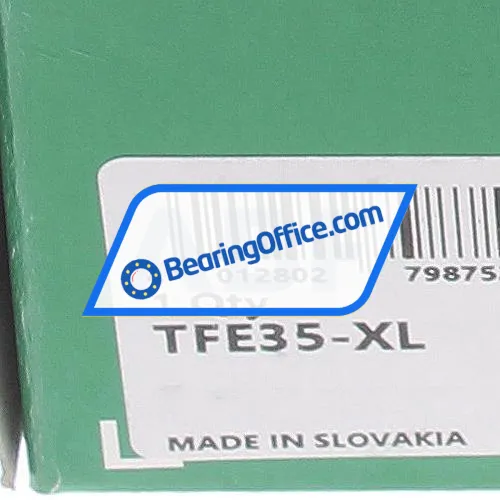 BearingOffice.com
012802 79875
1 Qty
TFE35-XL
MADE IN SLOVAKIA